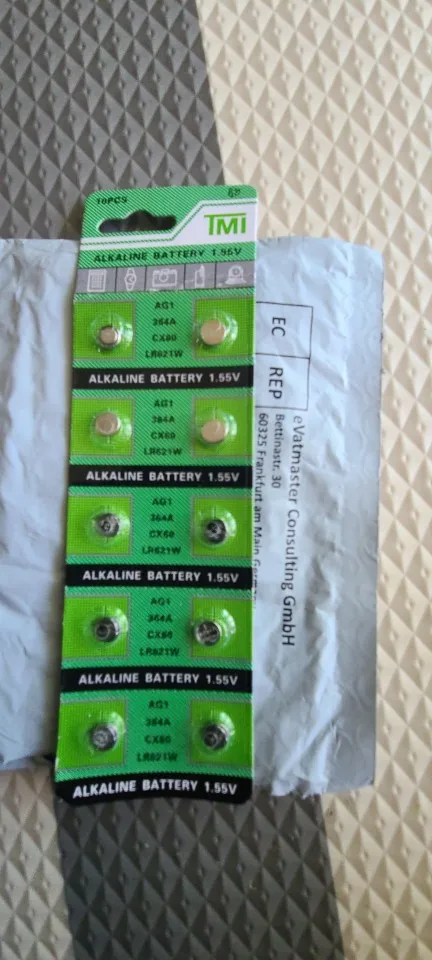 10PCS
TMI
ALKALINE BATTERY 1.55V
AG1
364A
CX60
LR621W
ALKALINE BATTERY 1.55V
AG1
364A
CX60
LR621W
ALKALINE BATTERY 1.55V
AG1
364A
CX60
LR621W
ALKALINE BATTERY 1.55V
AG1
364A
CX60
LR621W
ALKALINE BATTERY 1.55V
AG1
364A
CX60
LR621W
ALKALINE BATTERY 1.55V
EC
REP
eVatmaster Consulting GmbH
Bettinastr. 30
60325 Frankfurt am Main